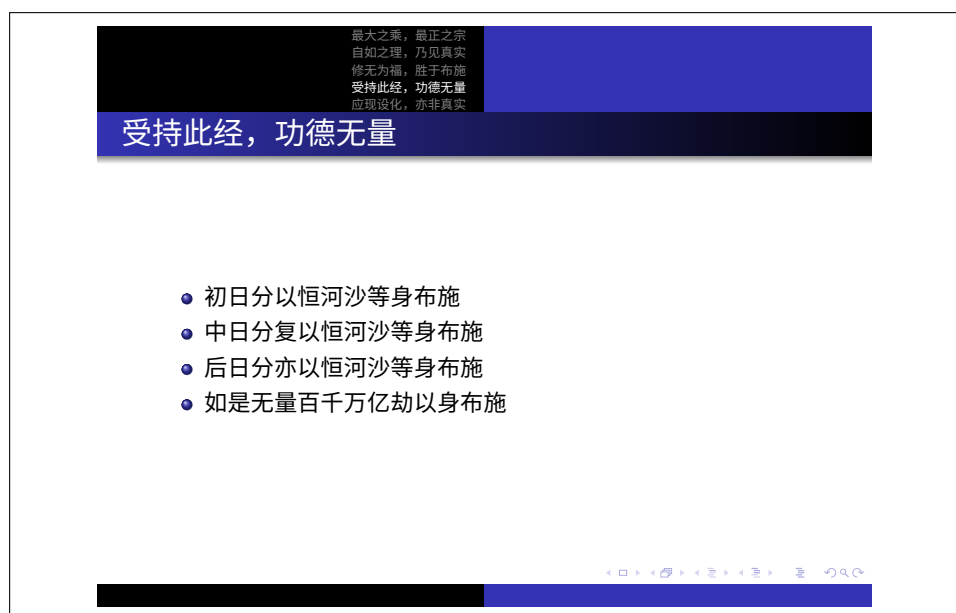 最大之乘，最正之宗
自如之理，乃见真实
修无为福，胜于布施
受持此经，功德无量
应现设化，亦非真实
受持此经，功德无量
初日分以恒河沙等身布施
中日分复以恒河沙等身布施
后日分亦以恒河沙等身布施
如是无量百千万亿劫以身布施